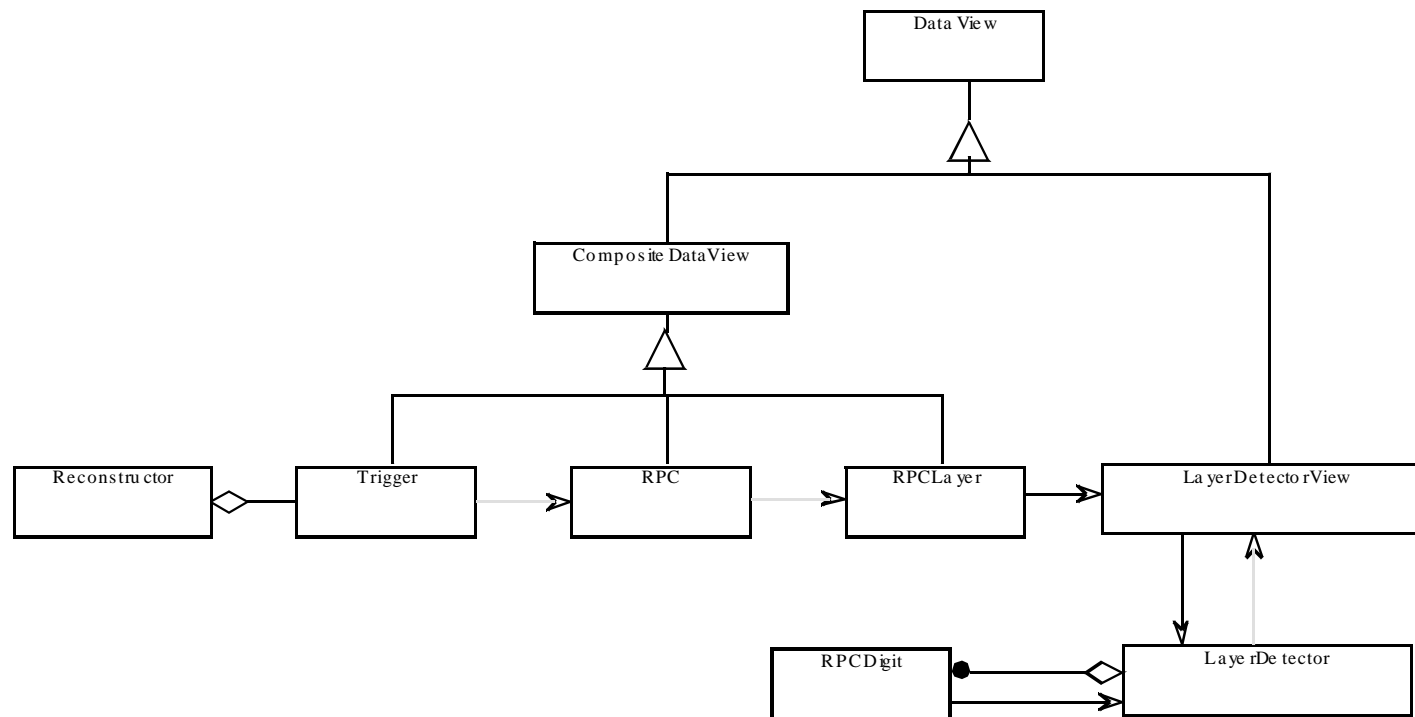 Data View
Composite DataView
Reconstructor
Trigger
RPC
RPCLayer
LayerDetectorView
RPCDigit
LayerDetector